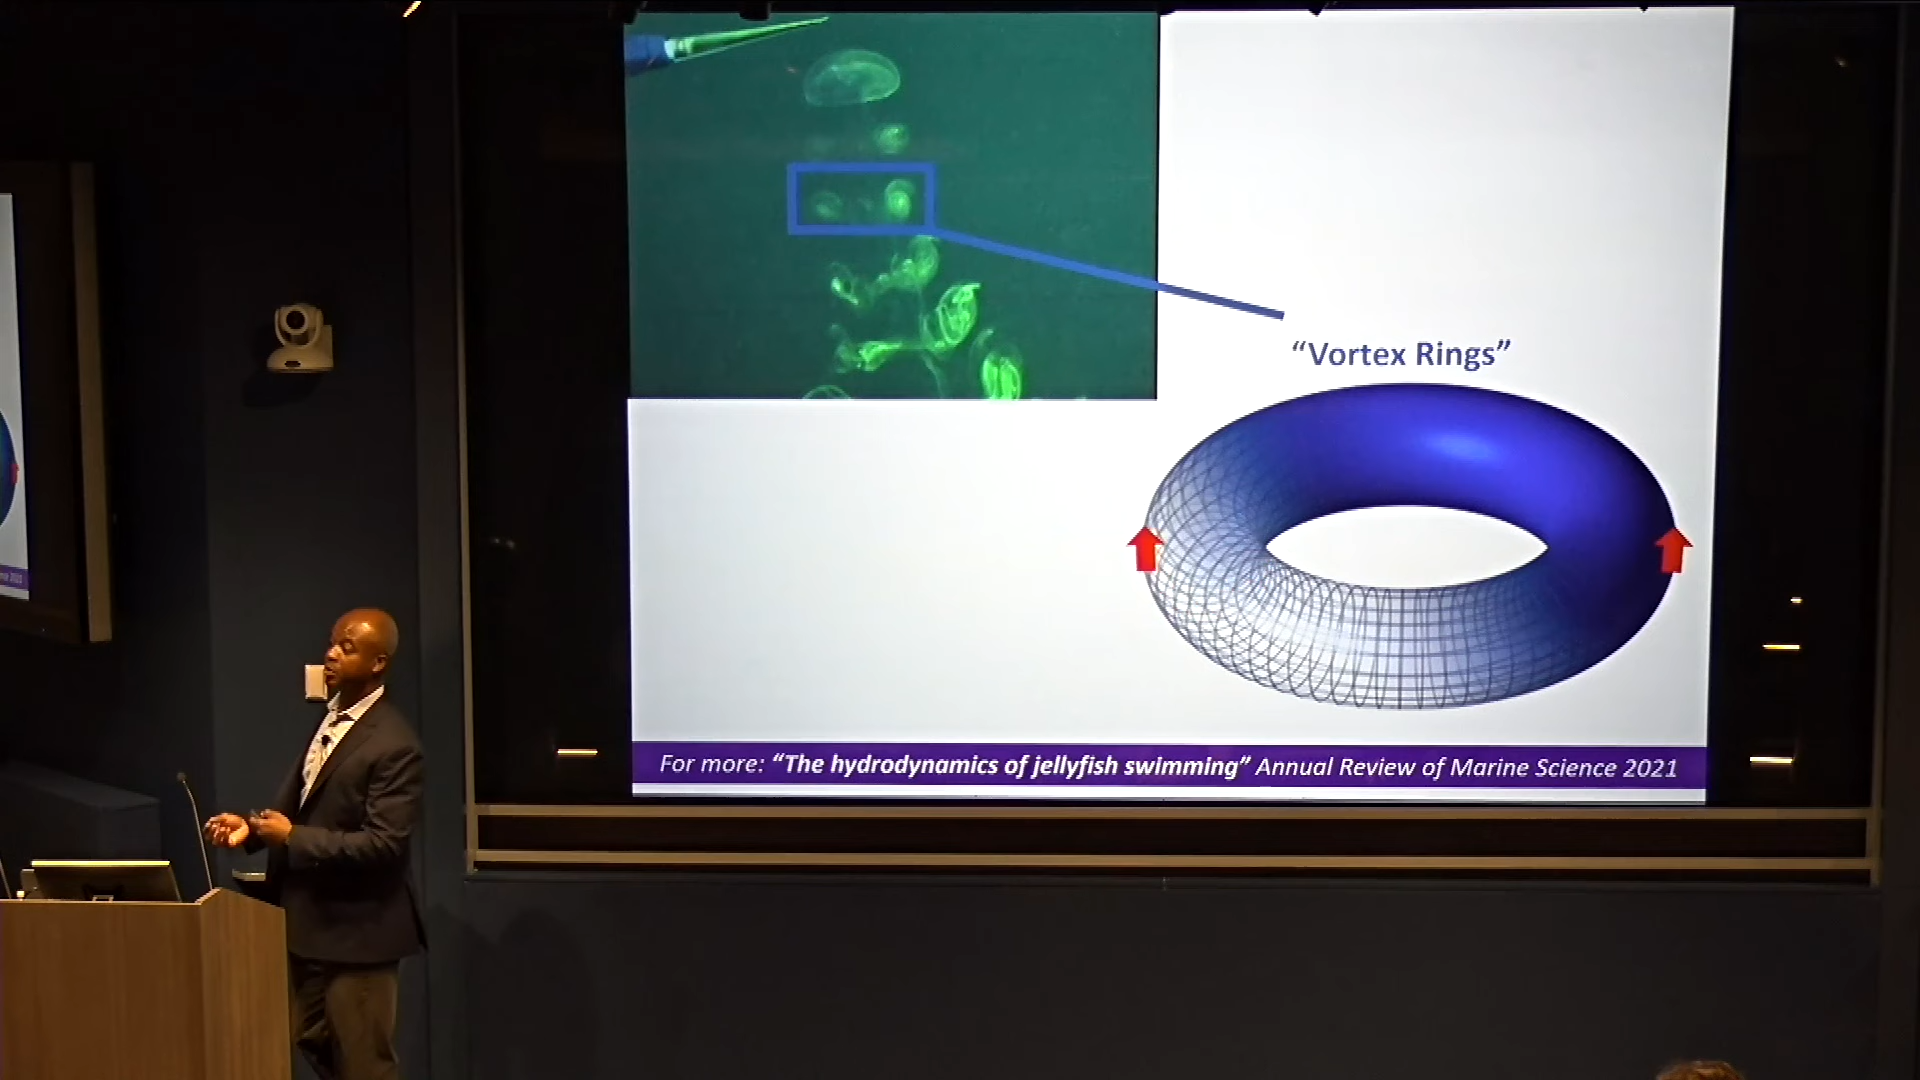 “Vortex Rings”
For more: “The hydrodynamics of jellyfish swimming” Annual Review of Marine Science 2021